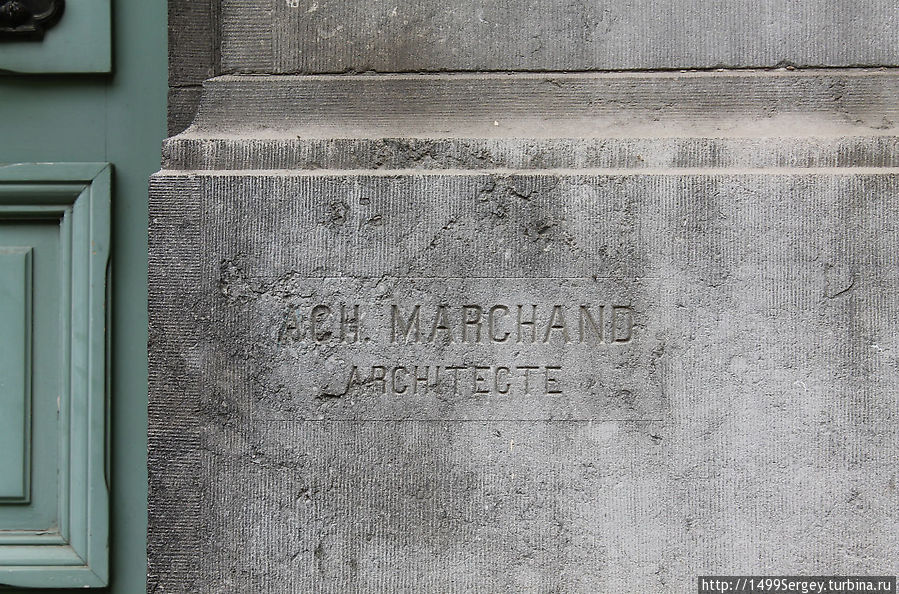 ACH. MARCHAND
ARCHITECTE
http://1499Sergey.turbina.ru